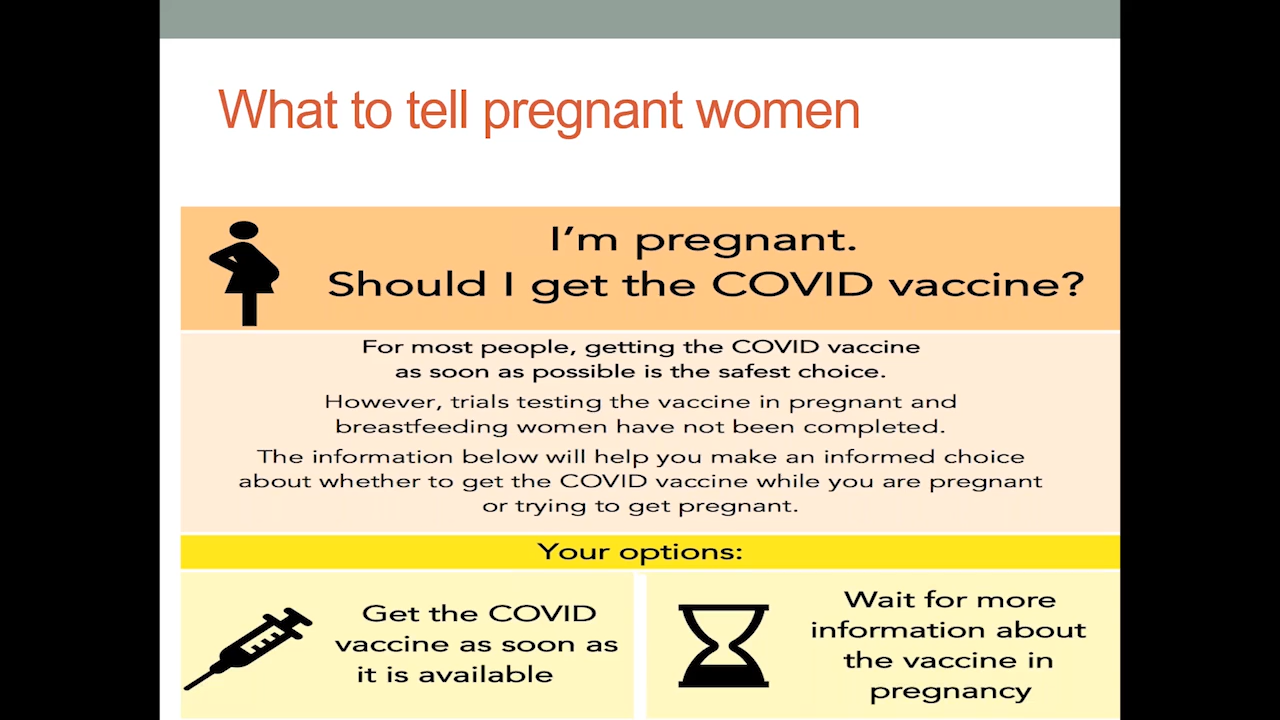 What to tell pregnant women
I'm pregnant.
Should I get the COVID vaccine?
For most people, getting the COVID vaccine
as soon as possible is the safest choice.
However, trials testing the vaccine in pregnant and
breastfeeding women have not been completed.
The information below will help you make an informed choice
about whether to get the COVID vaccine while you are pregnant
or trying to get pregnant.
Your options:
Get the COVID
vaccine as soon as
it is available
Wait for more
information about
the vaccine in
pregnancy